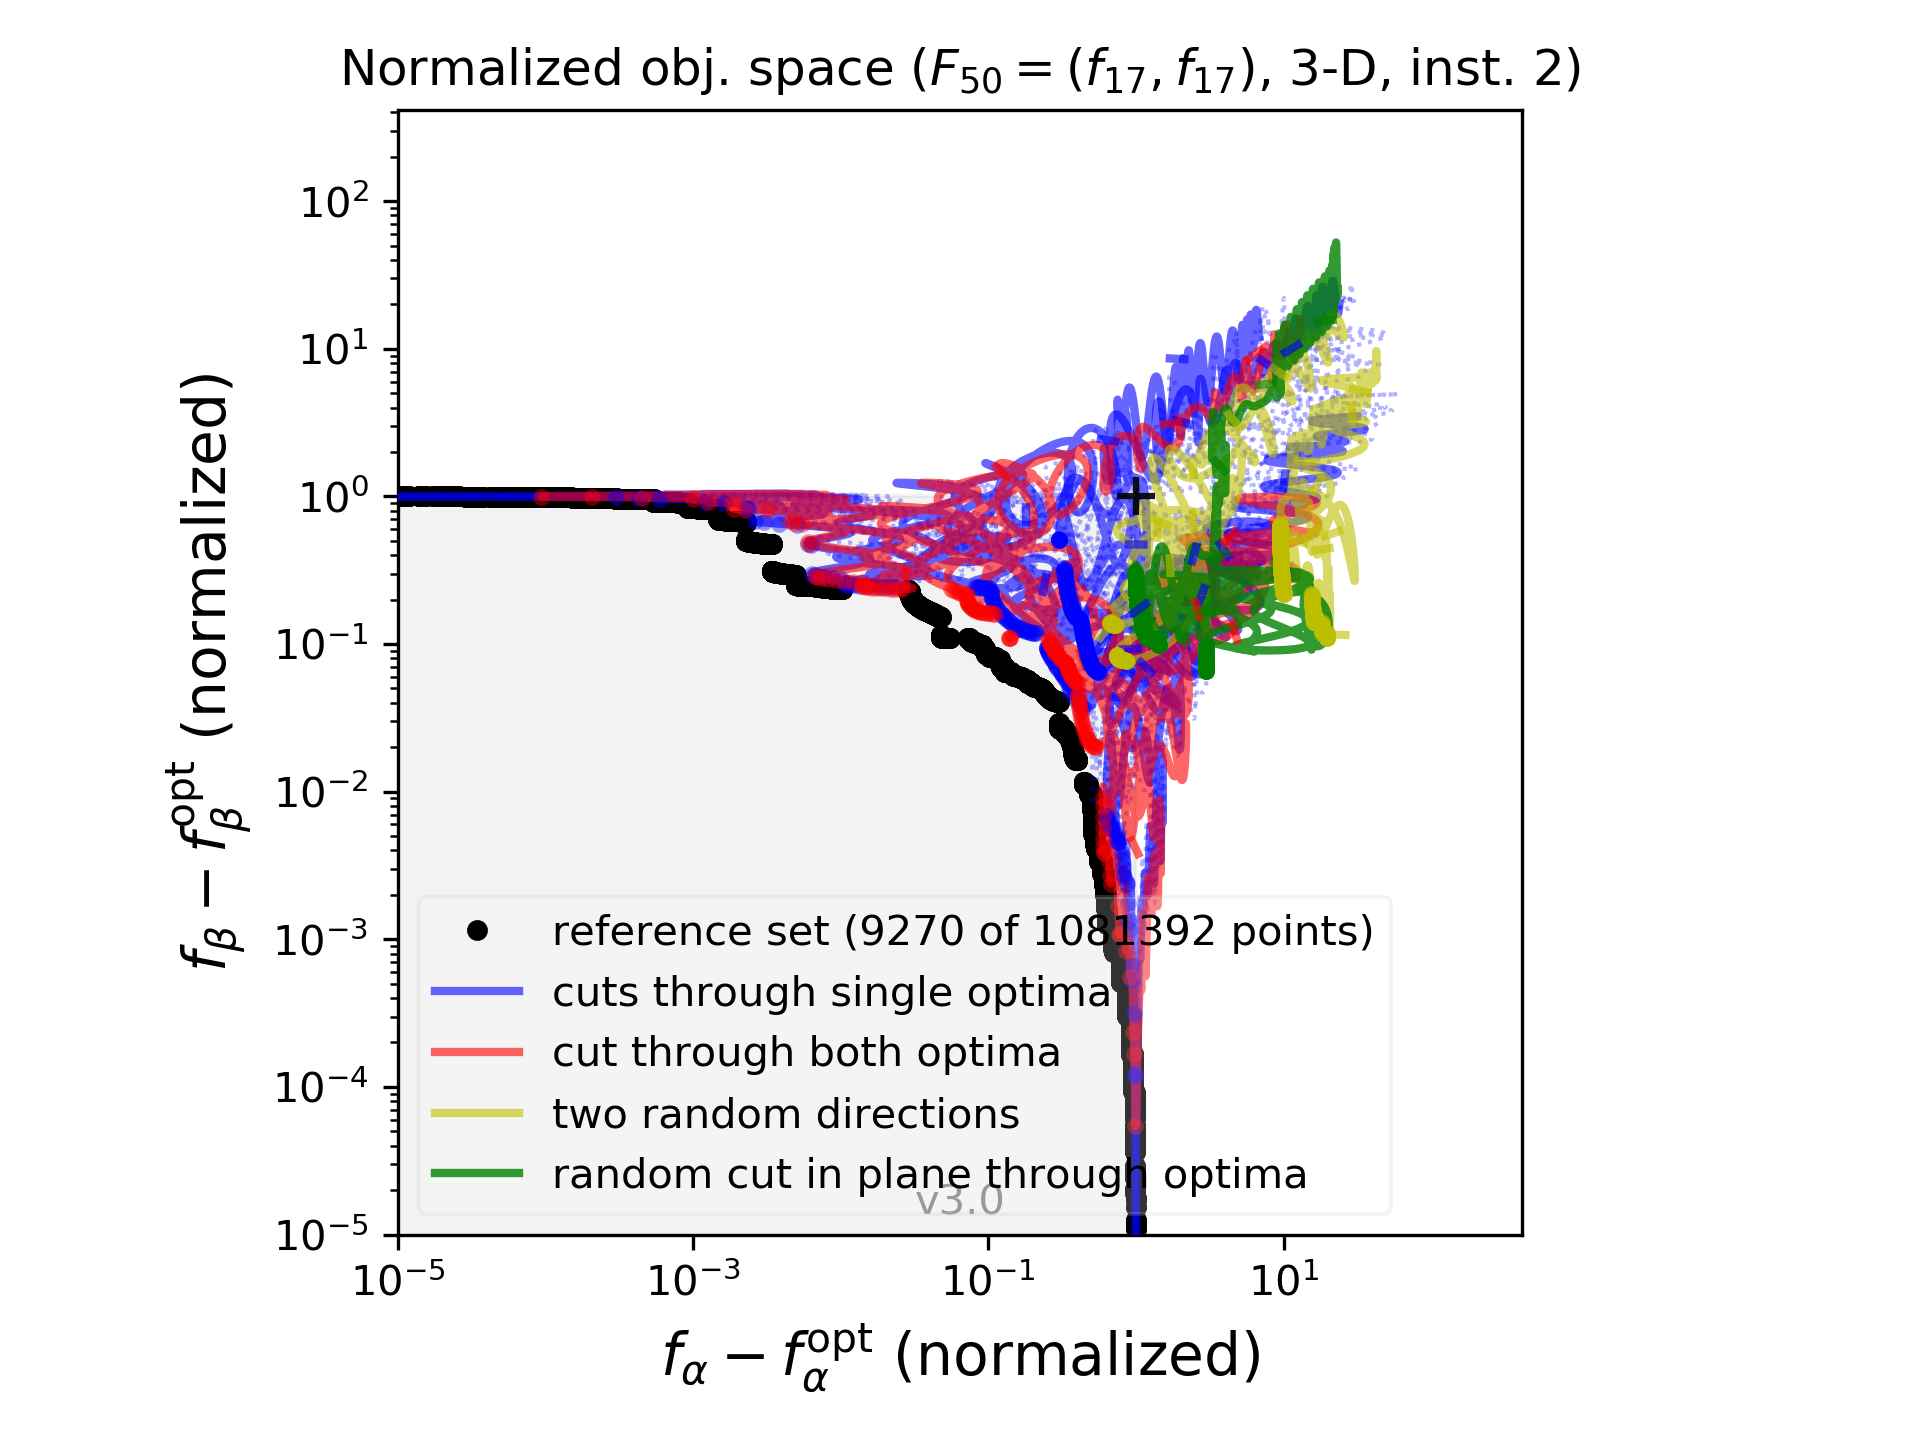 Normalized obj. space (F₅₀ = (f₁₇, f₁₇), 3-D, inst. 2)
f_β − f_β^opt (normalized)
10²
10¹
10⁰
10⁻¹
10⁻²
10⁻³
10⁻⁴
10⁻⁵
reference set (9270 of 1081392 points)
cuts through single optima
cut through both optima
two random directions
random cut in plane through optima
v3.0
10⁻⁵ 10⁻³ 10⁻¹ 10¹
f_α − f_α^opt (normalized)